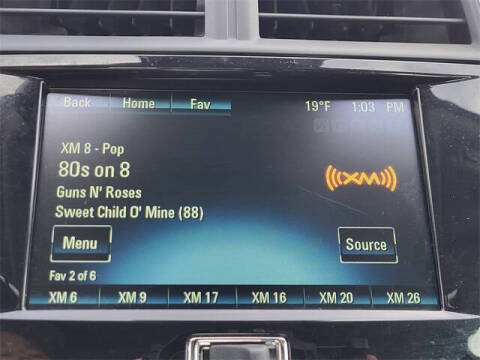 Back Home Fav 19°F 1:03 PM
XM 8 - Pop
80s on 8
Guns N' Roses
Sweet Child O' Mine (88)
((XM))
Menu Source
Fav 2 of 6
XM 6 XM 9 XM 17 XM 16 XM 20 XM 26